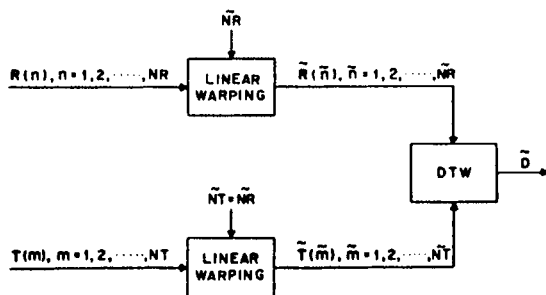 ÑR
R(n), n = 1, 2, ·····, NR
LINEAR
WARPING
R̃(ñ), ñ = 1, 2, ·····, ÑR
DTW
D̃
ÑT = ÑR
T(m), m = 1, 2, ·····, NT
LINEAR
WARPING
T̃(m̃), m̃ = 1, 2, ·····, ÑT